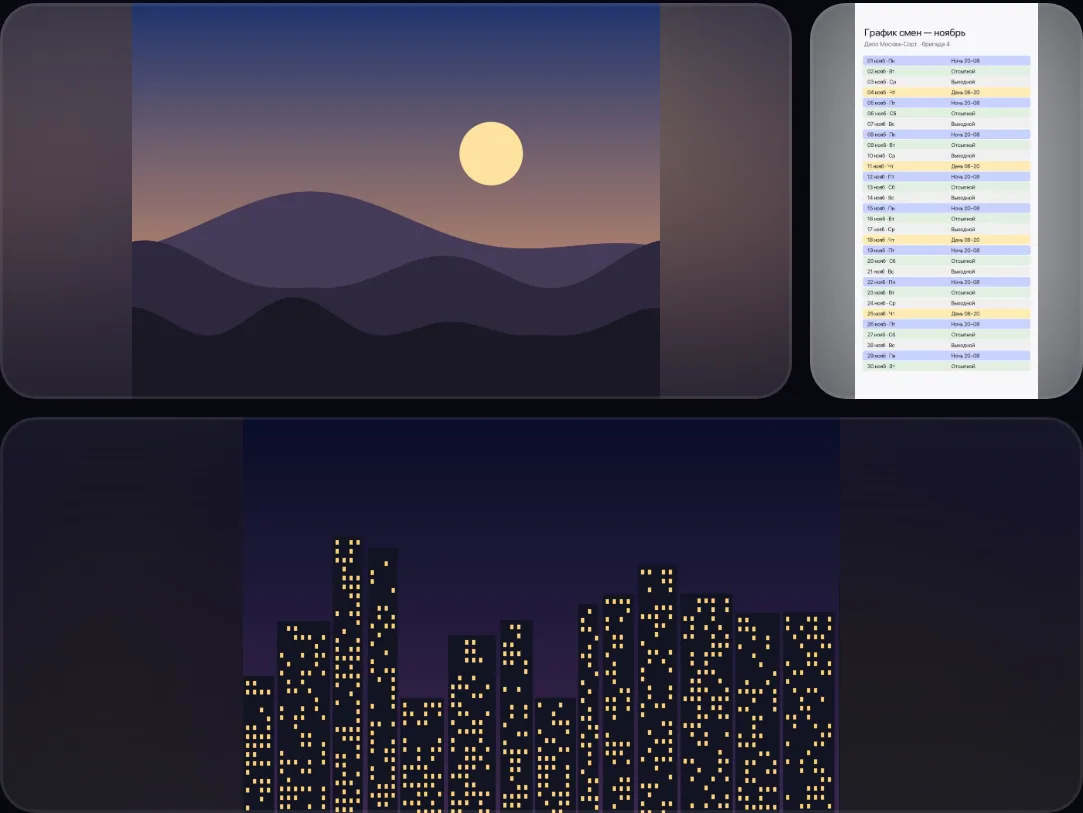 График смен — ноябрь
Депо Москва-Сорт. · бригада 4
01 нояб · Пн Ночь 20–08
02 нояб · Вт Отсыпной
03 нояб · Ср Выходной
04 нояб · Чт День 08–20
05 нояб · Пт Ночь 20–08
06 нояб · Сб Отсыпной
07 нояб · Вс Выходной
08 нояб · Пн Ночь 20–08
09 нояб · Вт Отсыпной
10 нояб · Ср Выходной
11 нояб · Чт День 08–20
12 нояб · Пт Ночь 20–08
13 нояб · Сб Отсыпной
14 нояб · Вс Выходной
15 нояб · Пн Ночь 20–08
16 нояб · Вт Отсыпной
17 нояб · Ср Выходной
18 нояб · Чт День 08–20
19 нояб · Пт Ночь 20–08
20 нояб · Сб Отсыпной
21 нояб · Вс Выходной
22 нояб · Пн Ночь 20–08
23 нояб · Вт Отсыпной
24 нояб · Ср Выходной
25 нояб · Чт День 08–20
26 нояб · Пт Ночь 20–08
27 нояб · Сб Отсыпной
28 нояб · Вс Выходной
29 нояб · Пн Ночь 20–08
30 нояб · Вт Отсыпной